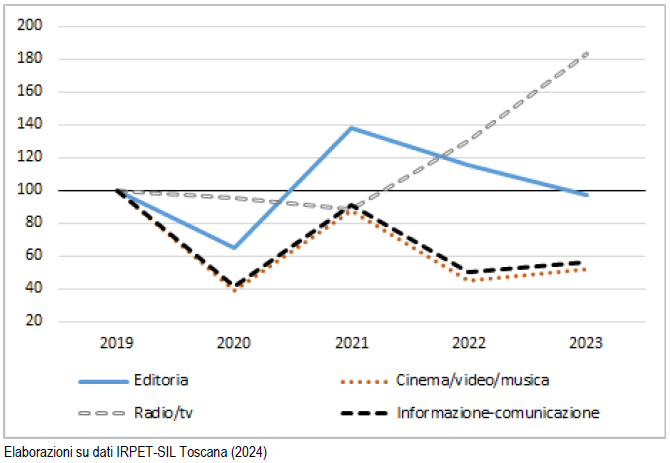 200
180
160
140
120
100
80
60
40
20
2019 2020 2021 2022 2023
Editoria Cinema/video/musica
Radio/tv Informazione-comunicazione
Elaborazioni su dati IRPET-SIL Toscana (2024)